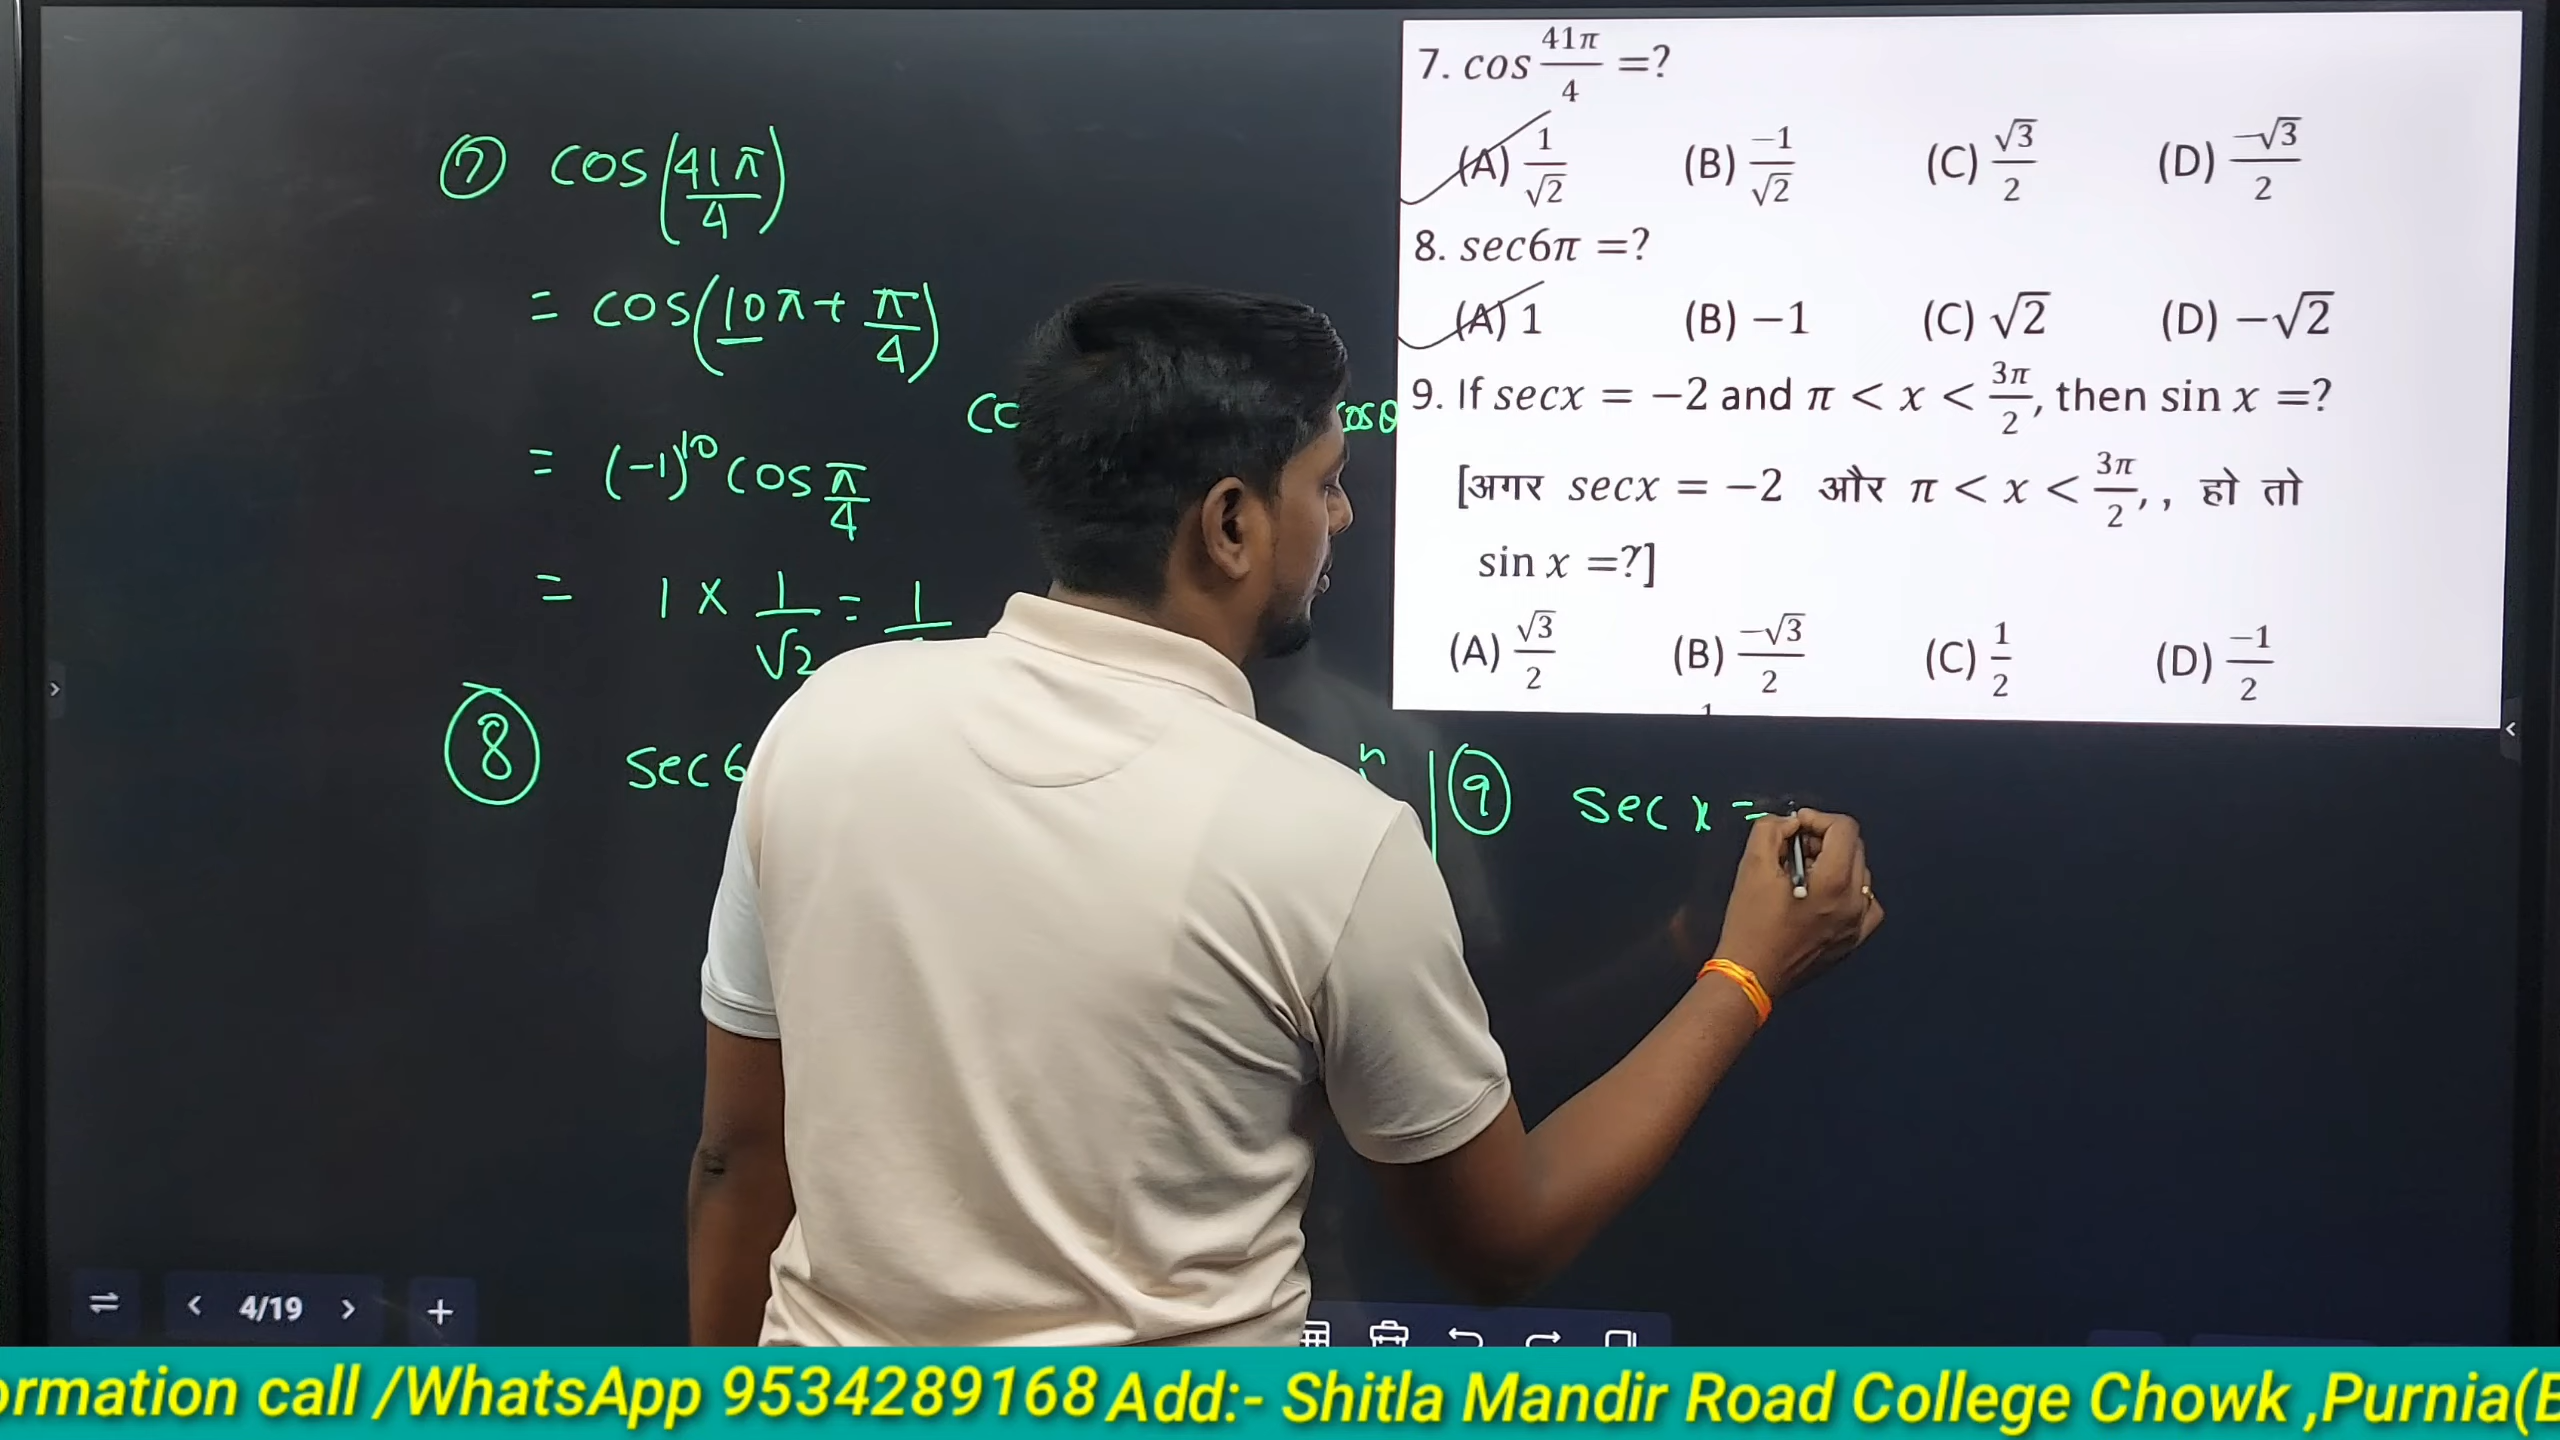 ⑦ cos(41π/4)
= cos(10π + π/4)
= (-1)^10 cos π/4
= 1 × 1/√2 = 1
⑧ sec6
n
⑨ sec x =
cosθ
7. cos 41π/4 =?
(A) 1/√2 (B) −1/√2 (C) √3/2 (D) −√3/2
8. sec6π =?
(A) 1 (B) −1 (C) √2 (D) −√2
9. If secx = −2 and π < x < 3π/2, then sin x =?
[अगर secx = −2 और π < x < 3π/2, , हो तो
sin x =?]
(A) √3/2 (B) −√3/2 (C) 1/2 (D) −1/2
4/19
ormation call /WhatsApp 9534289168 Add:- Shitla Mandir Road College Chowk ,Purnia(B